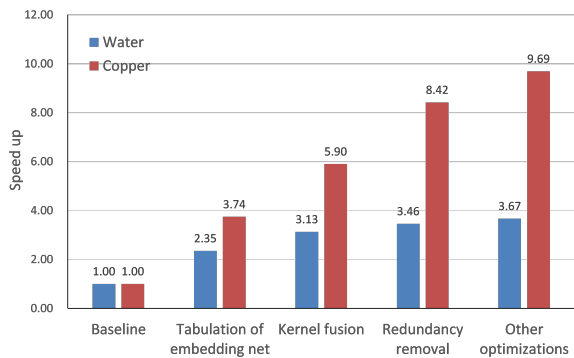 12.00
10.00
8.00
6.00
4.00
2.00
0.00
Speed up
Water
Copper
1.00 1.00
2.35 3.74
3.13 5.90
3.46 8.42
3.67 9.69
Baseline
Tabulation of
embedding net
Kernel fusion
Redundancy
removal
Other
optimizations